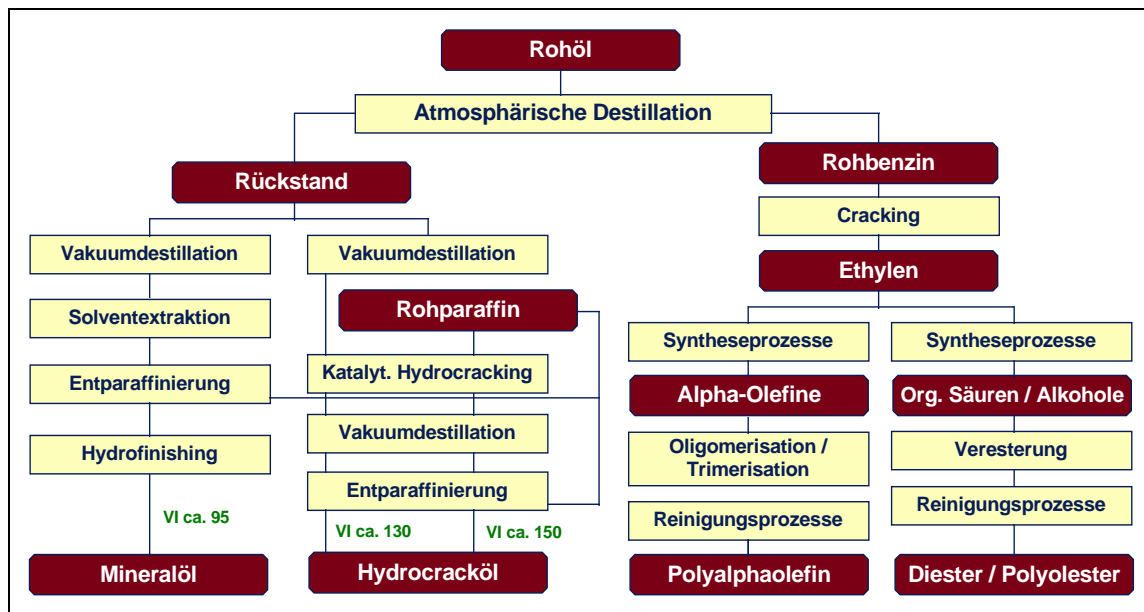 Rohöl
Atmosphärische Destillation
Rückstand
Rohbenzin
Cracking
Vakuumdestillation
Vakuumdestillation
Ethylen
Rohparaffin
Solventextraktion
Syntheseprozesse
Syntheseprozesse
Entparaffinierung
Katalyt. Hydrocracking
Alpha-Olefine
Org. Säuren / Alkohole
Vakuumdestillation
Hydrofinishing
Oligomerisation /
Trimerisation
Veresterung
Entparaffinierung
Reinigungsprozesse
Reinigungsprozesse
VI ca. 95
VI ca. 130
VI ca. 150
Mineralöl
Hydrocracköl
Polyalphaolefin
Diester / Polyolester